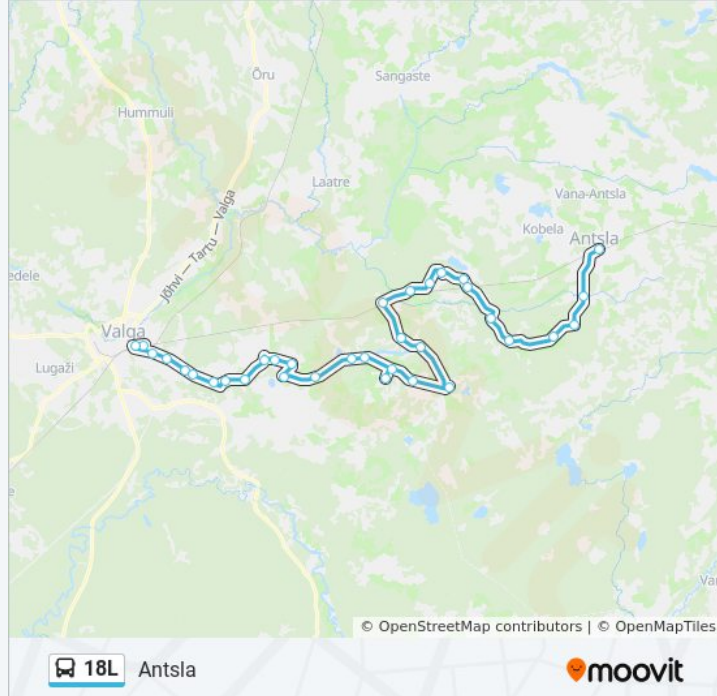 Õru
Sangaste
Hummuli
Laatre
Vana-Antsla
Jõhvi — Tartu — Valga
Kobela
Antsla
edele
Valga
Lugaži
e
Va
© OpenStreetMap contributors | © OpenMapTiles
18L Antsla
moovit